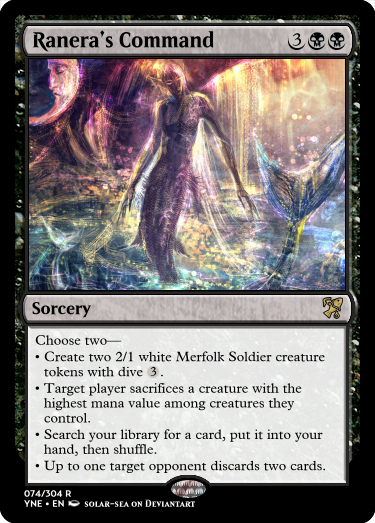 Ranera's Command 3
Sorcery
Choose two—
• Create two 2/1 white Merfolk Soldier creature
tokens with dive 3.
• Target player sacrifices a creature with the
highest mana value among creatures they
control.
• Search your library for a card, put it into your
hand, then shuffle.
• Up to one target opponent discards two cards.
074/304 R
YNE • EN SOLAR-SEA ON DEVIANTART